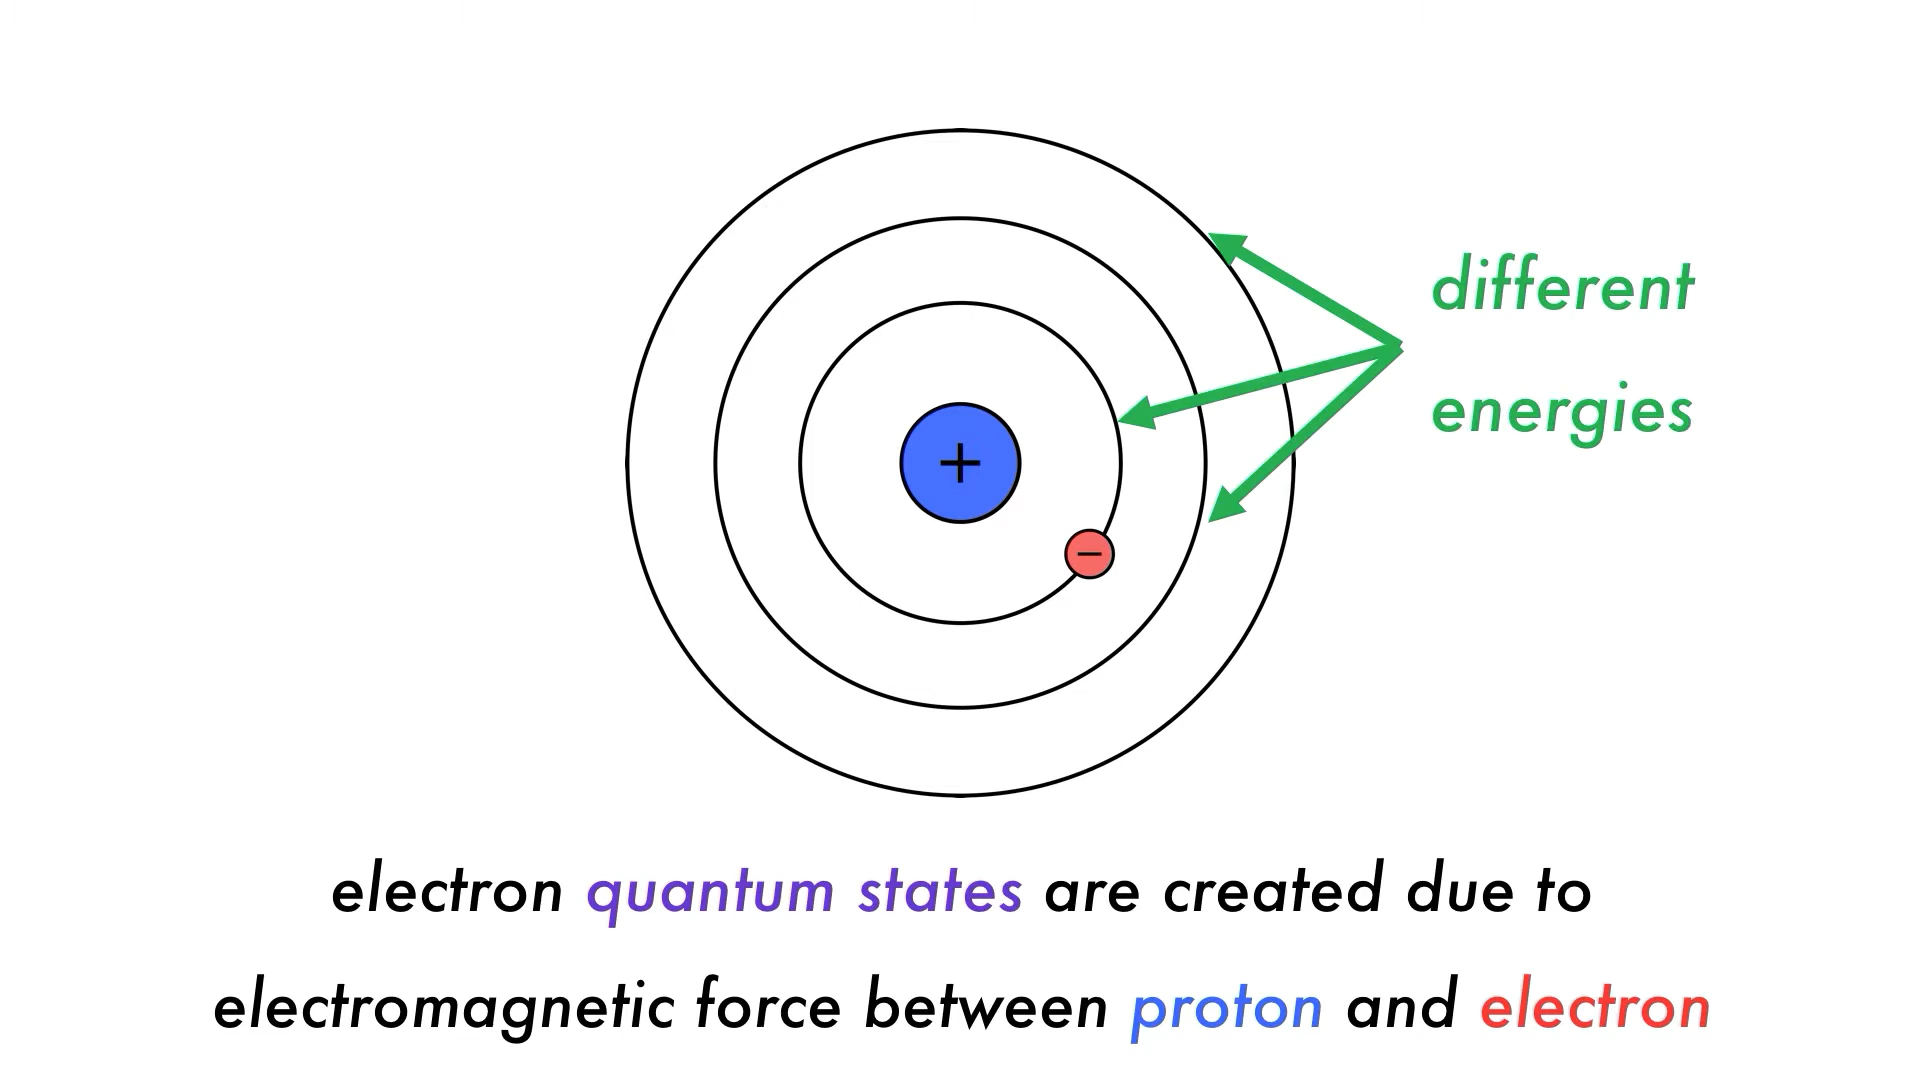 different
energies
+
−
electron quantum states are created due to
electromagnetic force between proton and electron